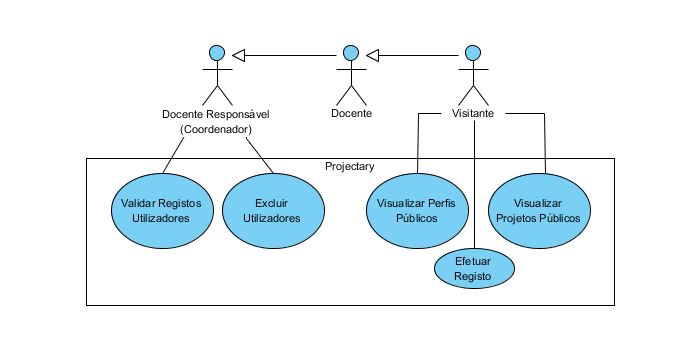 Docente Responsável
(Coordenador)
Docente
Visitante
Projectary
Validar Registos
Utilizadores
Excluir
Utilizadores
Visualizar Perfis
Públicos
Visualizar
Projetos Públicos
Efetuar
Registo